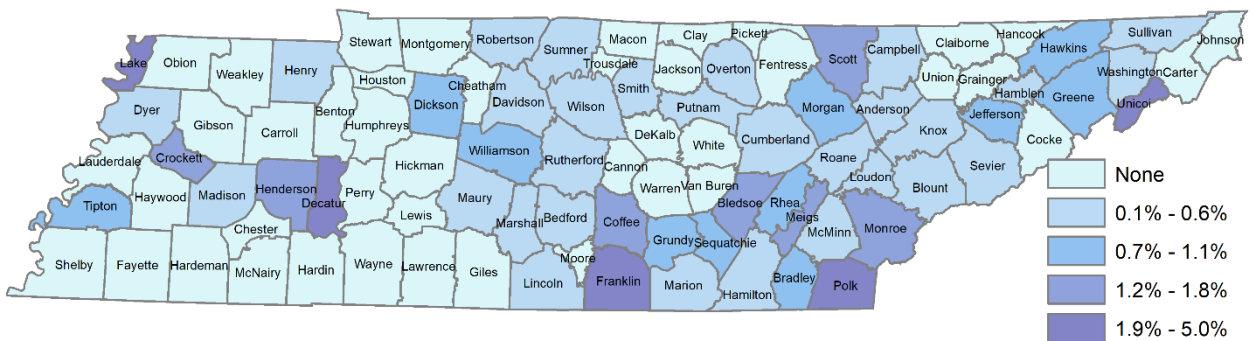 Stewart
Montgomery
Robertson
Sumner
Macon
Clay
Pickett
Scott
Campbell
Claiborne
Hancock
Hawkins
Sullivan
Johnson
Lake
Obion
Weakley
Henry
Houston
Cheatham
Trousdale
Jackson
Overton
Fentress
Union
Grainger
Hamblen
Washington
Carter
Dyer
Gibson
Carroll
Benton
Humphreys
Dickson
Davidson
Wilson
Smith
Putnam
Morgan
Anderson
Knox
Jefferson
Greene
Unicoi
Lauderdale
Crockett
Hickman
Williamson
Rutherford
Cannon
DeKalb
White
Cumberland
Roane
Loudon
Blount
Sevier
Cocke
Tipton
Haywood
Madison
Henderson
Decatur
Perry
Lewis
Maury
Marshall
Bedford
Coffee
Warren
Van Buren
Bledsoe
Rhea
Meigs
McMinn
Monroe
Shelby
Fayette
Hardeman
Chester
McNairy
Hardin
Wayne
Lawrence
Giles
Lincoln
Moore
Franklin
Grundy
Sequatchie
Marion
Hamilton
Bradley
Polk
None
0.1% - 0.6%
0.7% - 1.1%
1.2% - 1.8%
1.9% - 5.0%